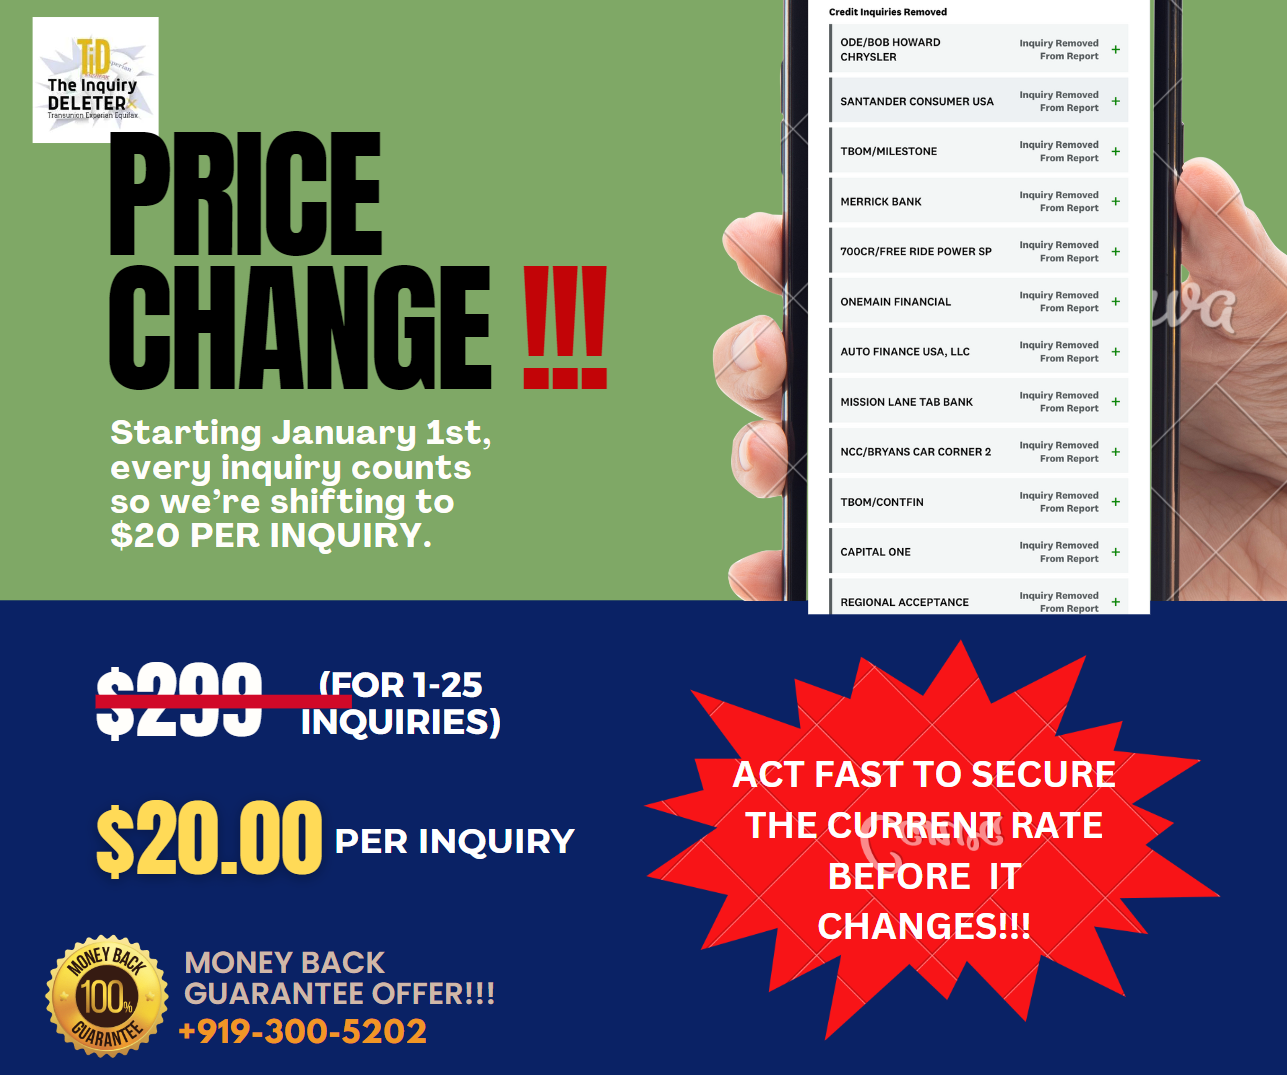 TiD
The Inquiry
DELETER
Transunion Experian Equifax
PRICE
CHANGE !!!
Starting January 1st,
every inquiry counts
so we're shifting to
$20 PER INQUIRY.
Credit Inquiries Removed
ODE/BOB HOWARD
CHRYSLER
Inquiry Removed
From Report
+
SANTANDER CONSUMER USA
Inquiry Removed
From Report
+
TBOM/MILESTONE
Inquiry Removed
From Report
+
MERRICK BANK
Inquiry Removed
From Report
+
700CR/FREE RIDE POWER SP
Inquiry Removed
From Report
+
ONEMAIN FINANCIAL
Inquiry Removed
From Report
+
AUTO FINANCE USA, LLC
Inquiry Removed
From Report
+
MISSION LANE TAB BANK
Inquiry Removed
From Report
+
NCC/BRYANS CAR CORNER 2
Inquiry Removed
From Report
+
TBOM/CONTFIN
Inquiry Removed
From Report
+
CAPITAL ONE
Inquiry Removed
From Report
+
REGIONAL ACCEPTANCE
Inquiry Removed
From Report
+
$299 (FOR 1-25
INQUIRIES)
$20.00 PER INQUIRY
MONEY BACK
100%
GUARANTEE
MONEY BACK
GUARANTEE OFFER!!!
+919-300-5202
ACT FAST TO SECURE
THE CURRENT RATE
BEFORE IT
CHANGES!!!
Canva